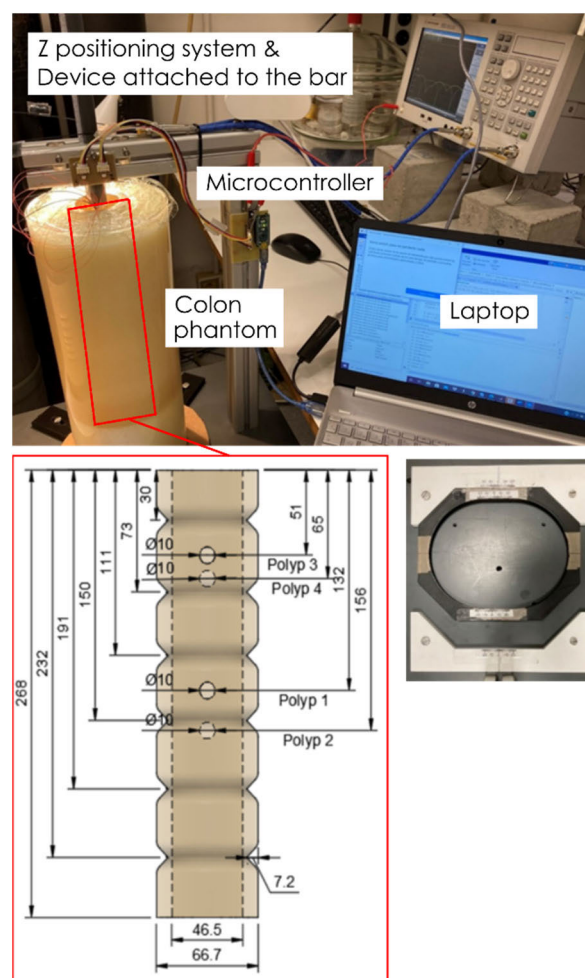 Z positioning system &
Device attached to the bar
Microcontroller
Colon
phantom
Laptop
30
51
65
73
111
132
150
156
191
232
268
Ø10
Polyp 3
Ø10
Polyp 4
Ø10
Polyp 1
Ø10
Polyp 2
7.2
46.5
66.7